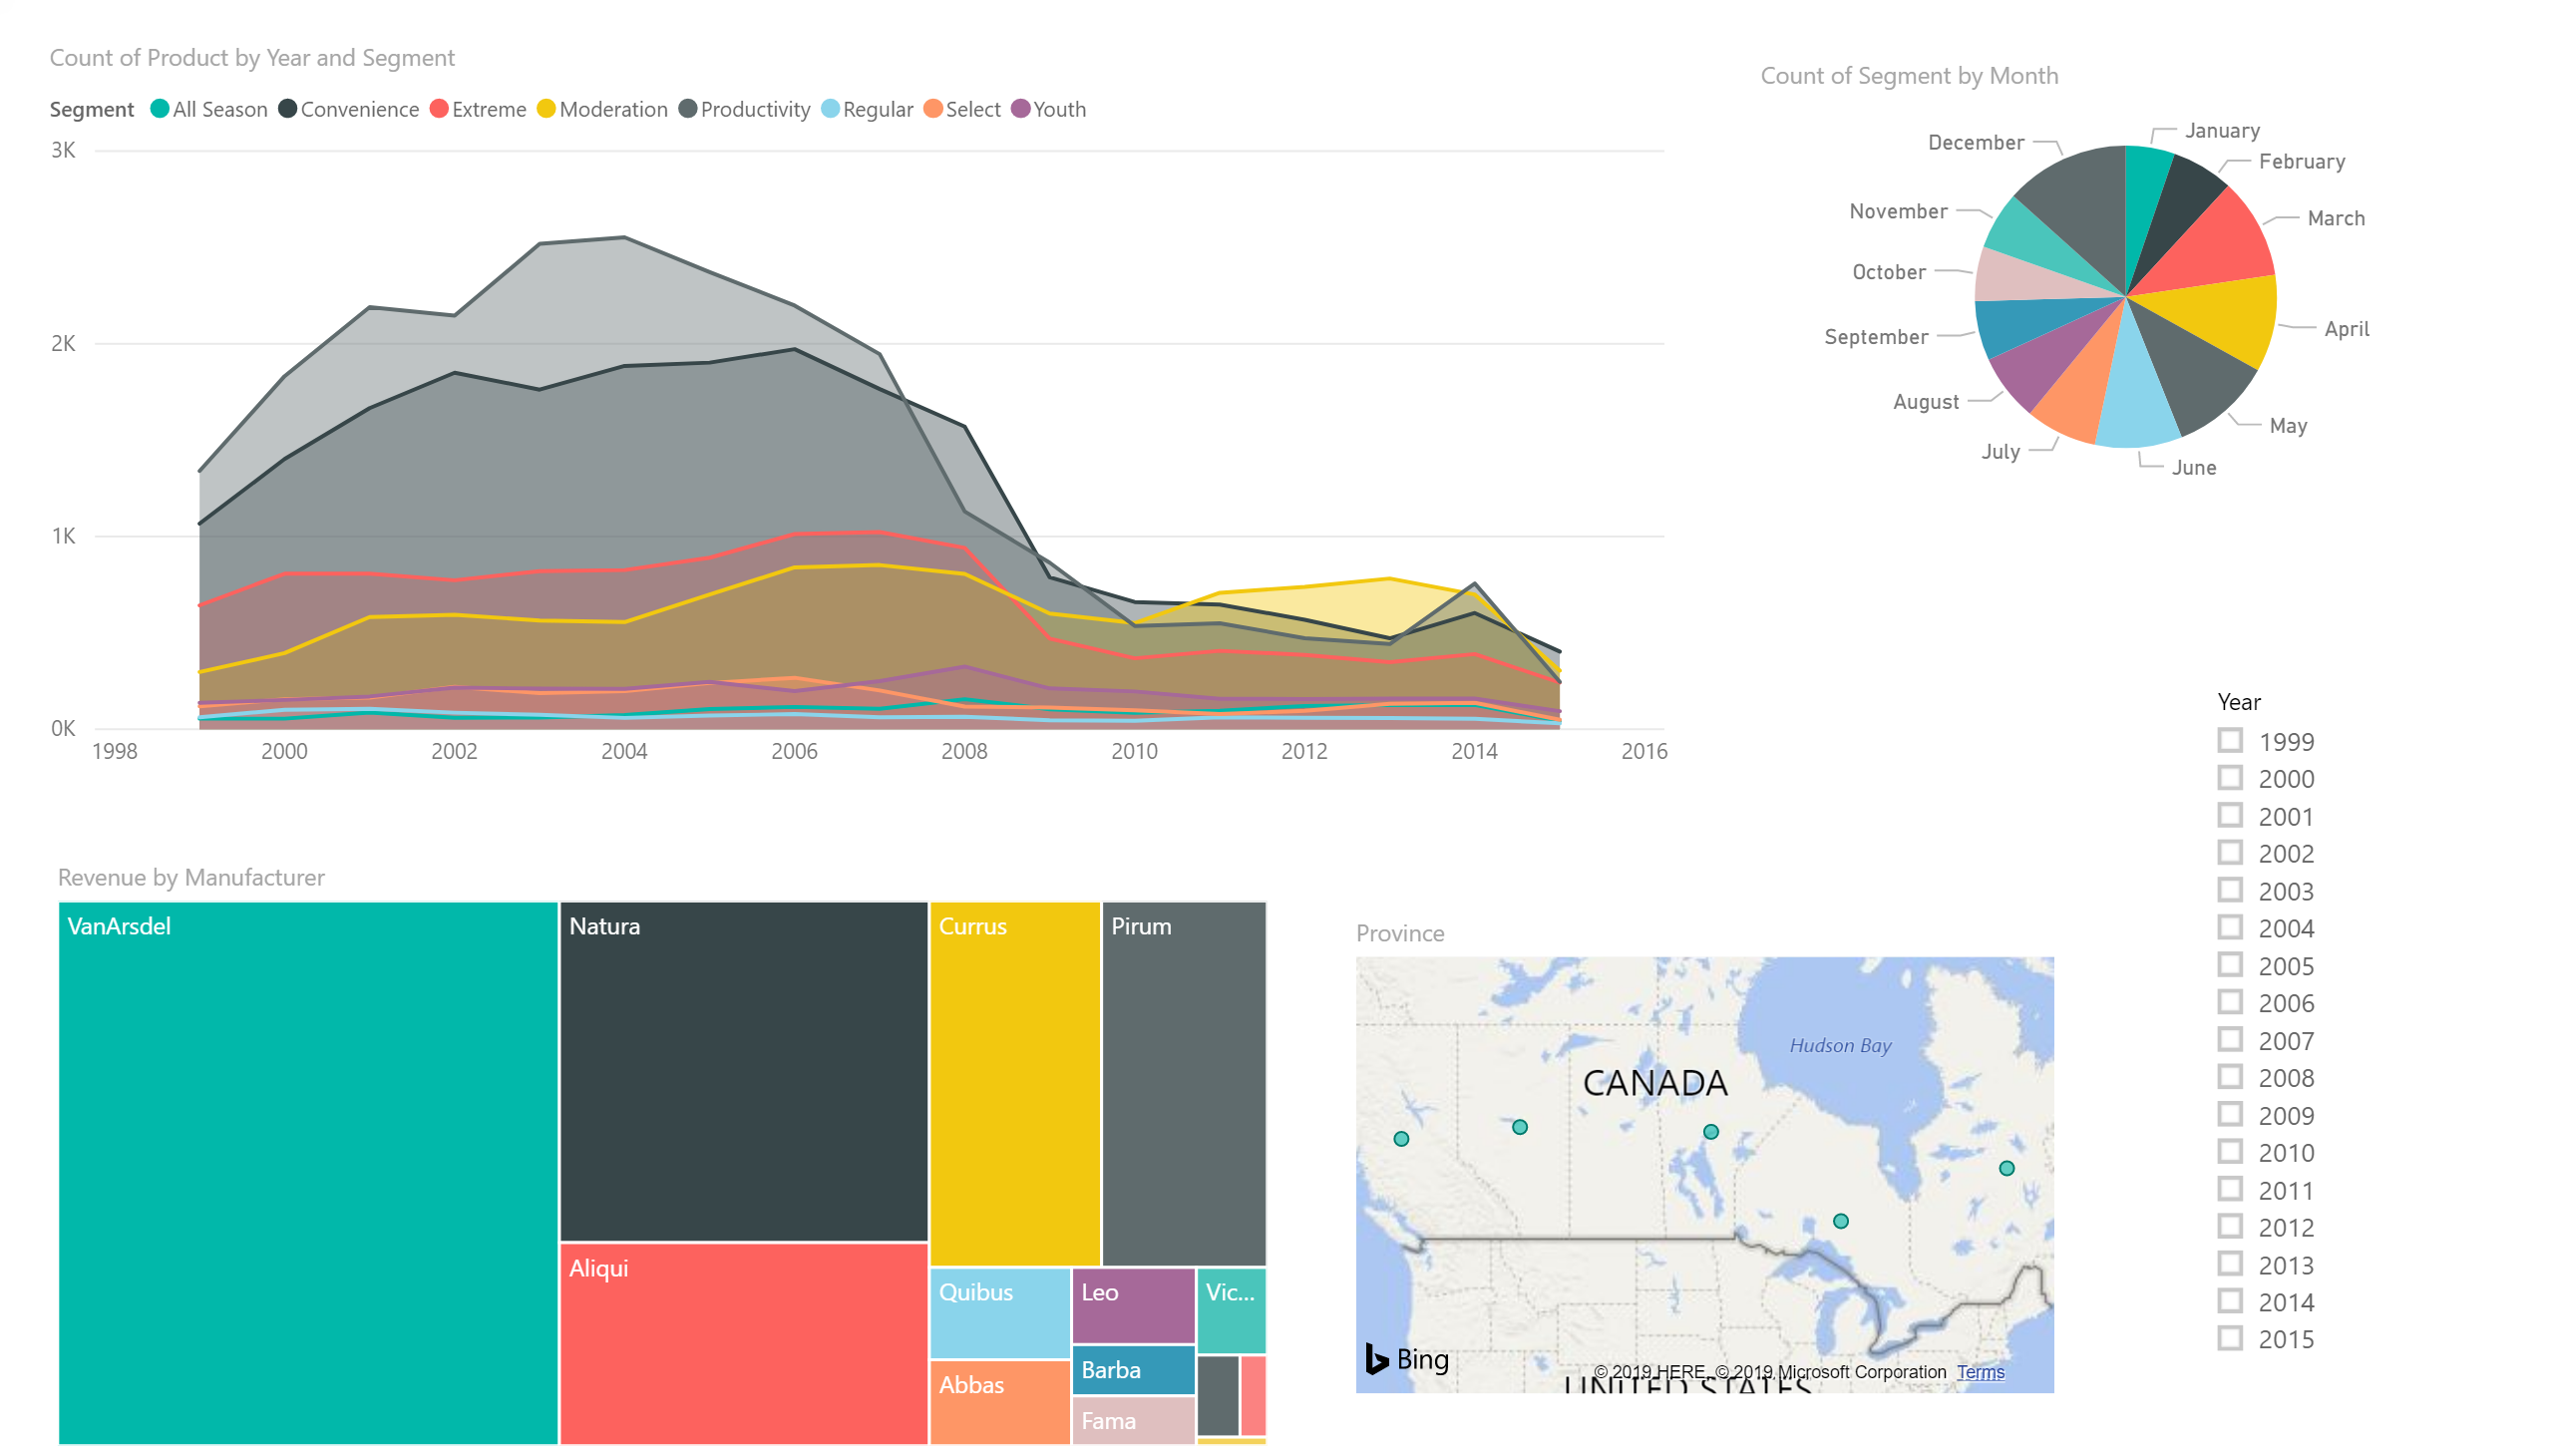 Count of Product by Year and Segment
Segment All Season Convenience Extreme Moderation Productivity Regular Select Youth
3K
2K
1K
0K
1998 2000 2002 2004 2006 2008 2010 2012 2014 2016
Count of Segment by Month
January
February
March
April
May
June
July
August
September
October
November
December
Revenue by Manufacturer
VanArsdel
Natura
Aliqui
Currus
Pirum
Quibus
Abbas
Leo
Barba
Fama
Vic...
Province
CANADA
Hudson Bay
Bing
© 2019 HERE, © 2019 Microsoft Corporation Terms
UNITED STATES
Year
1999
2000
2001
2002
2003
2004
2005
2006
2007
2008
2009
2010
2011
2012
2013
2014
2015